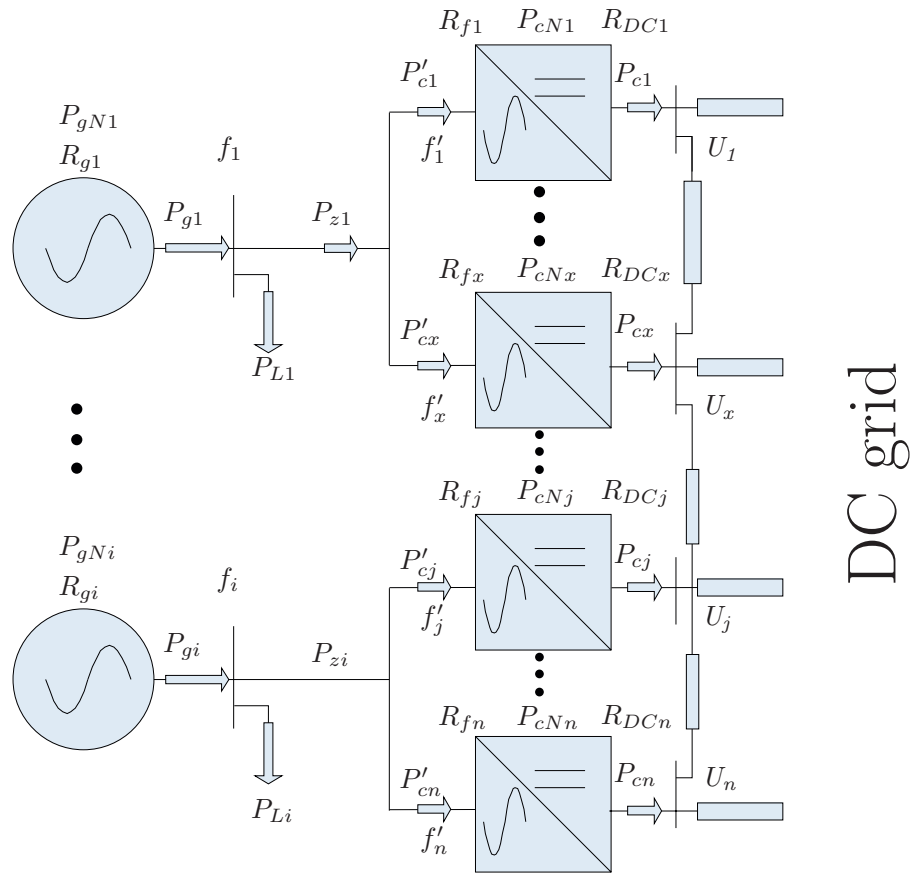 R_{f1} P_{cN1} R_{DC1}
P'_{c1} P_{c1}
f'_1 U_1
P_{gN1}
R_{g1}
f_1
P_{g1} P_{z1}
P_{L1}
R_{fx} P_{cNx} R_{DCx}
P'_{cx} P_{cx}
f'_x U_x
R_{fj} P_{cNj} R_{DCj}
P'_{cj} P_{cj}
f'_j U_j
P_{gNi}
R_{gi}
f_i
P_{gi} P_{zi}
P_{Li}
R_{fn} P_{cNn} R_{DCn}
P'_{cn} P_{cn}
f'_n U_n
DC grid